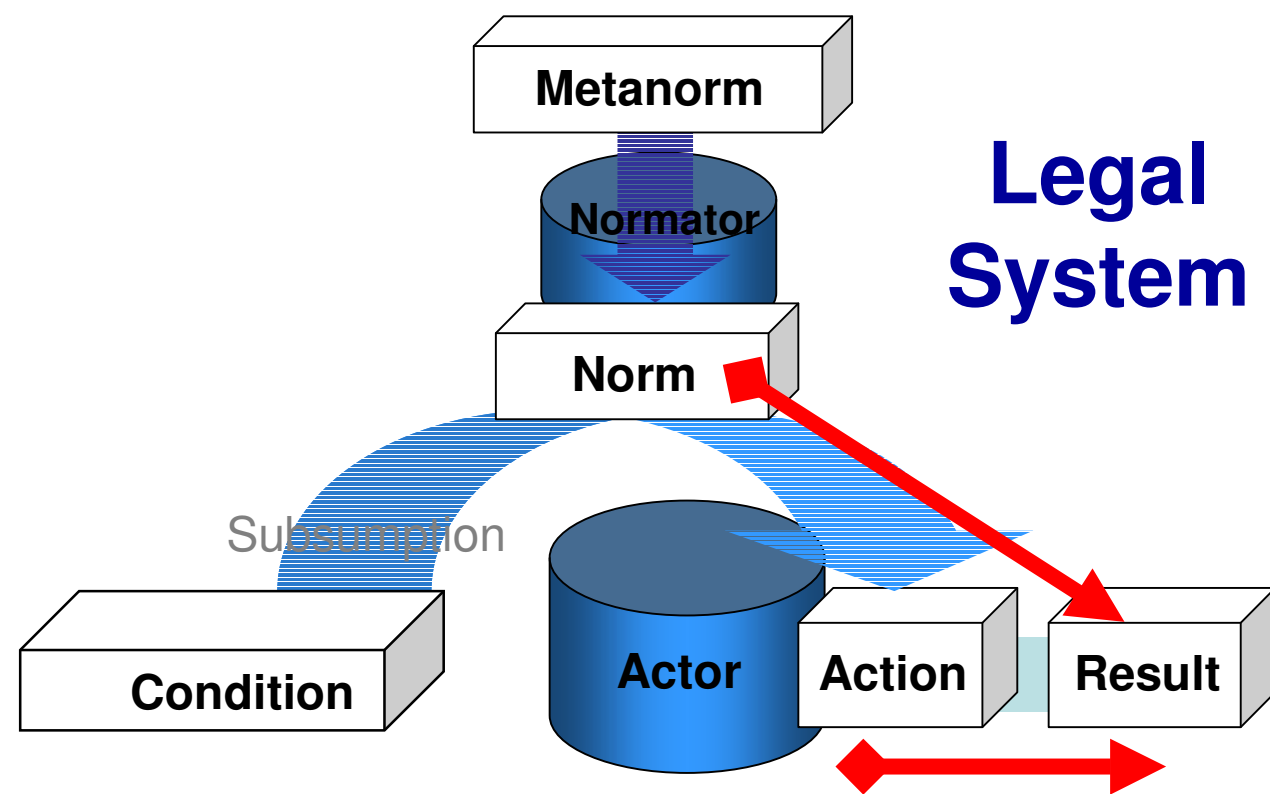 Metanorm
Legal
System
Normator
Norm
Subsumption
Condition
Actor
Action
Result